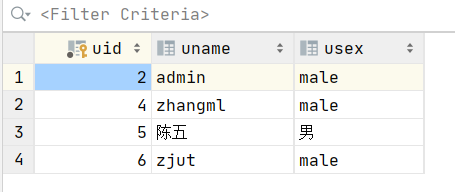 <Filter Criteria>
uid uname usex
1 2 admin male
2 4 zhangml male
3 5 陈五 男
4 6 zjut male